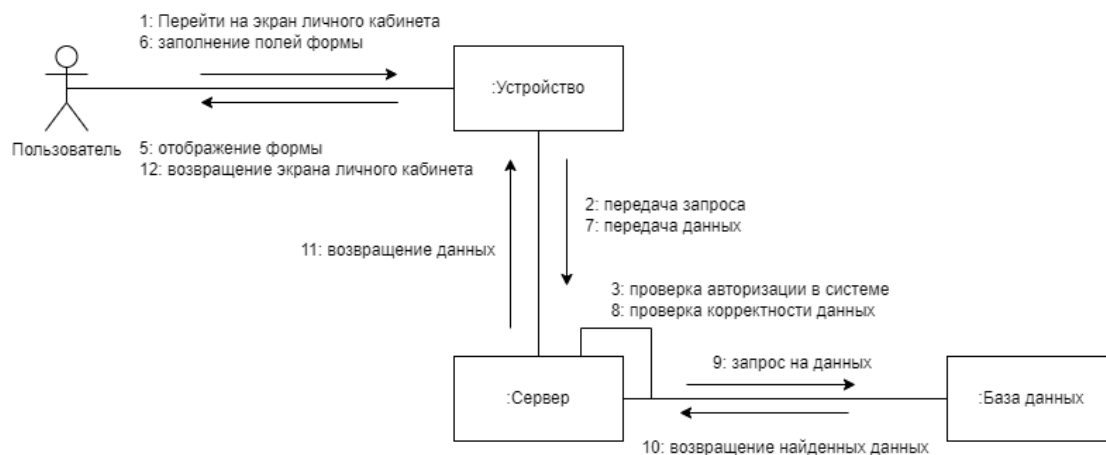 1: Перейти на экран личного кабинета
6: заполнение полей формы
:Устройство
Пользователь
5: отображение формы
12: возвращение экрана личного кабинета
2: передача запроса
7: передача данных
11: возвращение данных
3: проверка авторизации в системе
8: проверка корректности данных
9: запрос на данных
:Сервер
:База данных
10: возвращение найденных данных